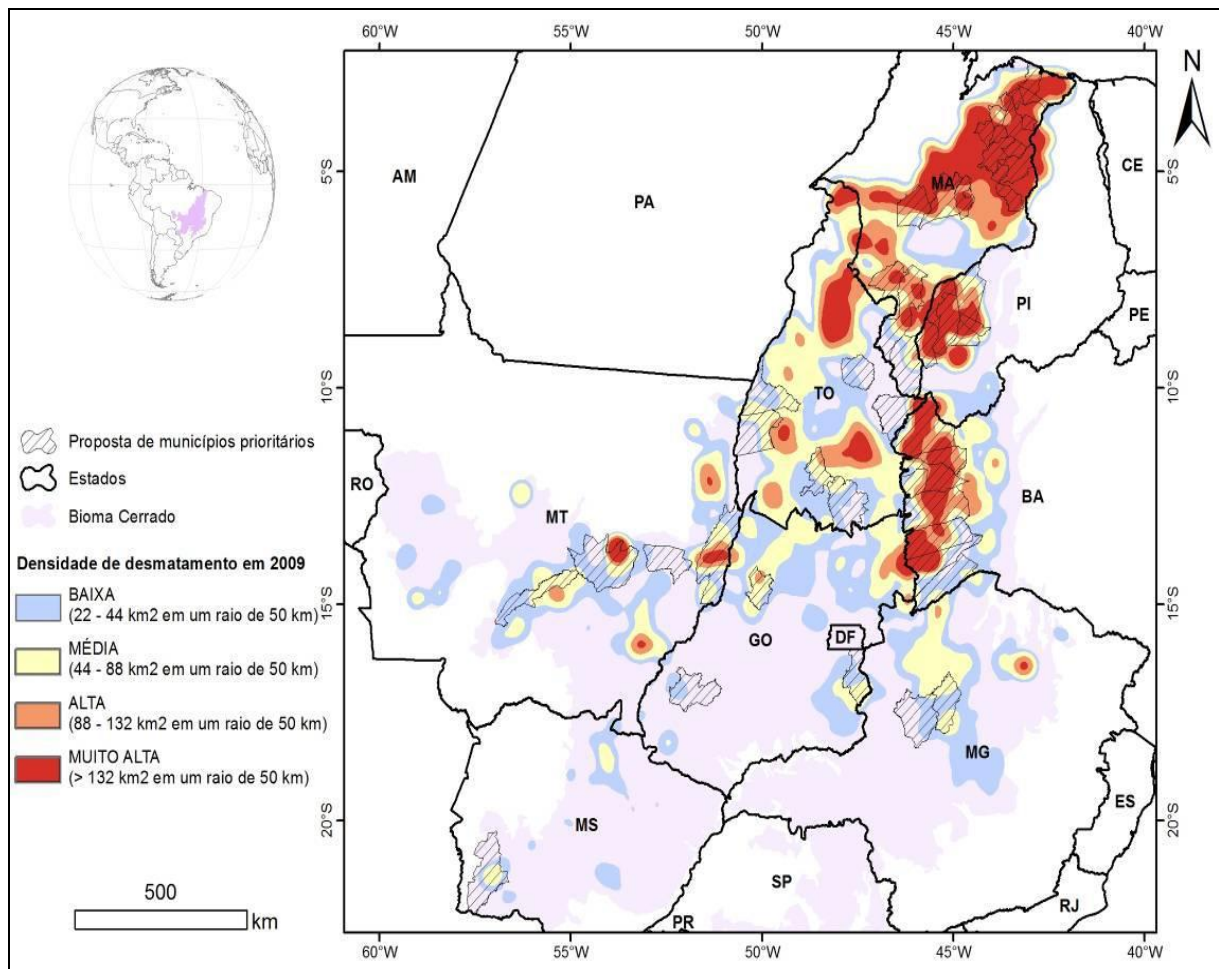 60°W 55°W 50°W 45°W 40°W
N
5°S
10°S
15°S
20°S
5°S
10°S
15°S
20°S
AM
PA
MA
CE
PI
PE
TO
RO
MT
BA
GO
DF
MG
ES
MS
SP
RJ
PR
Proposta de municípios prioritários
Estados
Bioma Cerrado
Densidade de desmatamento em 2009
BAIXA
(22 - 44 km2 em um raio de 50 km)
MÉDIA
(44 - 88 km2 em um raio de 50 km)
ALTA
(88 - 132 km2 em um raio de 50 km)
MUITO ALTA
(> 132 km2 em um raio de 50 km)
500
km
60°W 55°W 50°W 45°W 40°W